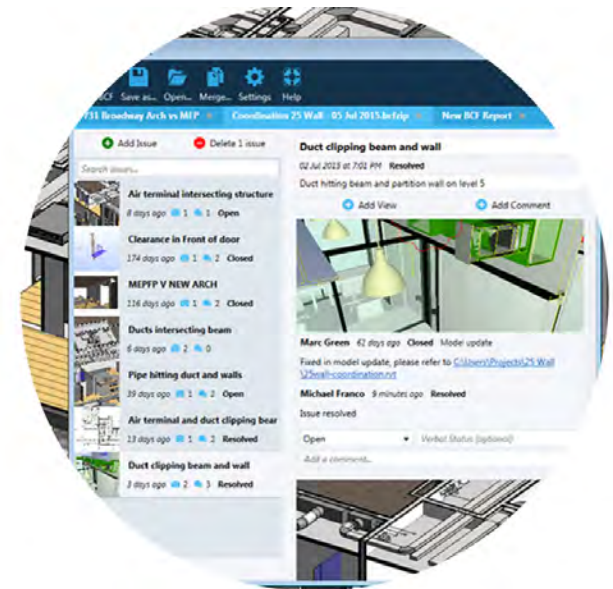 BCF Save as... Open... Merge... Settings Help
731 Broadway Arch vs MEP Coordination 25 Wall - 05 Jul 2015.bcfzip New BCF Report
Add Issue Delete 1 issue
Search issues...
Air terminal intersecting structure
8 days ago 1 1 Open
Clearance in Front of door
174 days ago 1 2 Closed
MEPFP V NEW ARCH
116 days ago 1 2 Closed
Ducts intersecting beam
6 days ago 2 0
Pipe hitting duct and walls
39 days ago 1 2 Open
Air terminal and duct clipping bear
13 days ago 1 2 Resolved
Duct clipping beam and wall
3 days ago 2 3 Resolved
Duct clipping beam and wall
02 Jul 2015 at 7:01 PM Resolved
Duct hitting beam and partition wall on level 5
Add View Add Comment
Marc Green 62 days ago Closed Model update
Fixed in model update, please refer to C:\Users\Projects\25 Wall
\25wall-coordination.rvt
Michael Franco 9 minutes ago Resolved
Issue resolved
Open Verbal Status (optional)
Add a comment...